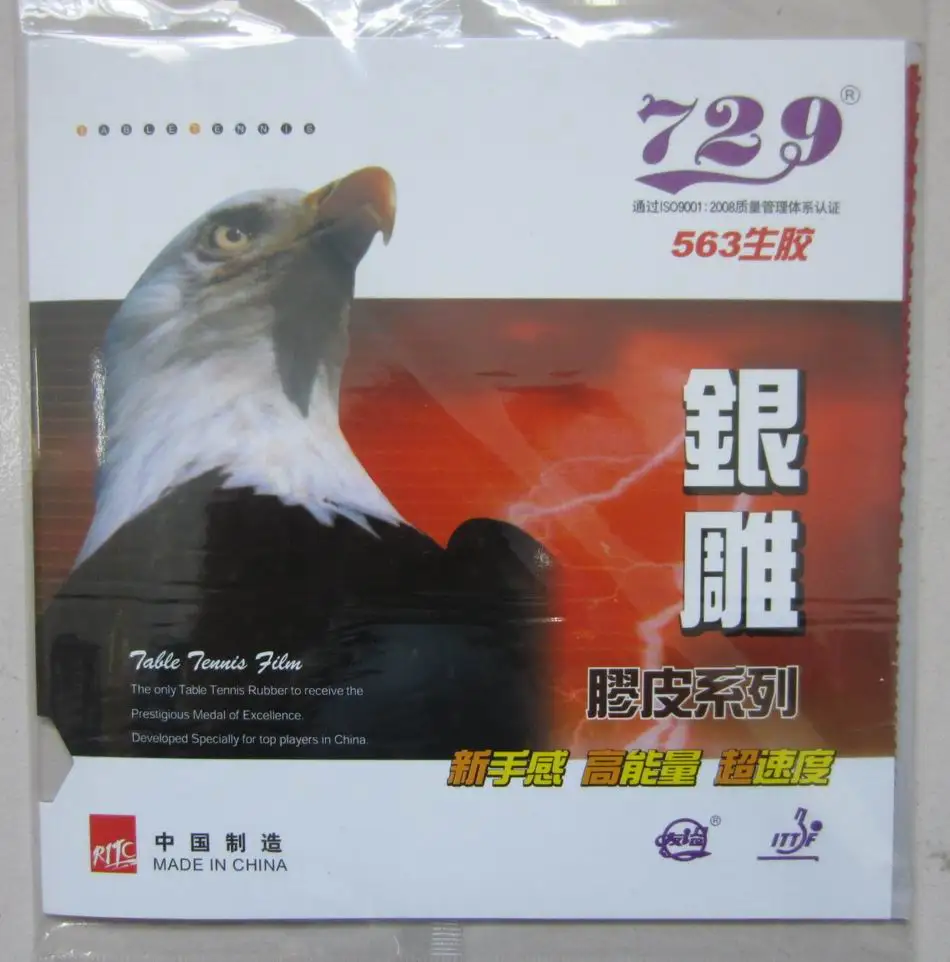 TABLE TENNIS
729®
通过ISO9001:2008质量管理体系认证
563生胶
銀
雕
膠皮系列
Table Tennis Film
The only Table Tennis Rubber to receive the
Prestigious Medal of Excellence.
Developed Specially for top players in China.
新手感 高能量 超速度
RITC
中国制造
MADE IN CHINA
友谊®
ITTF